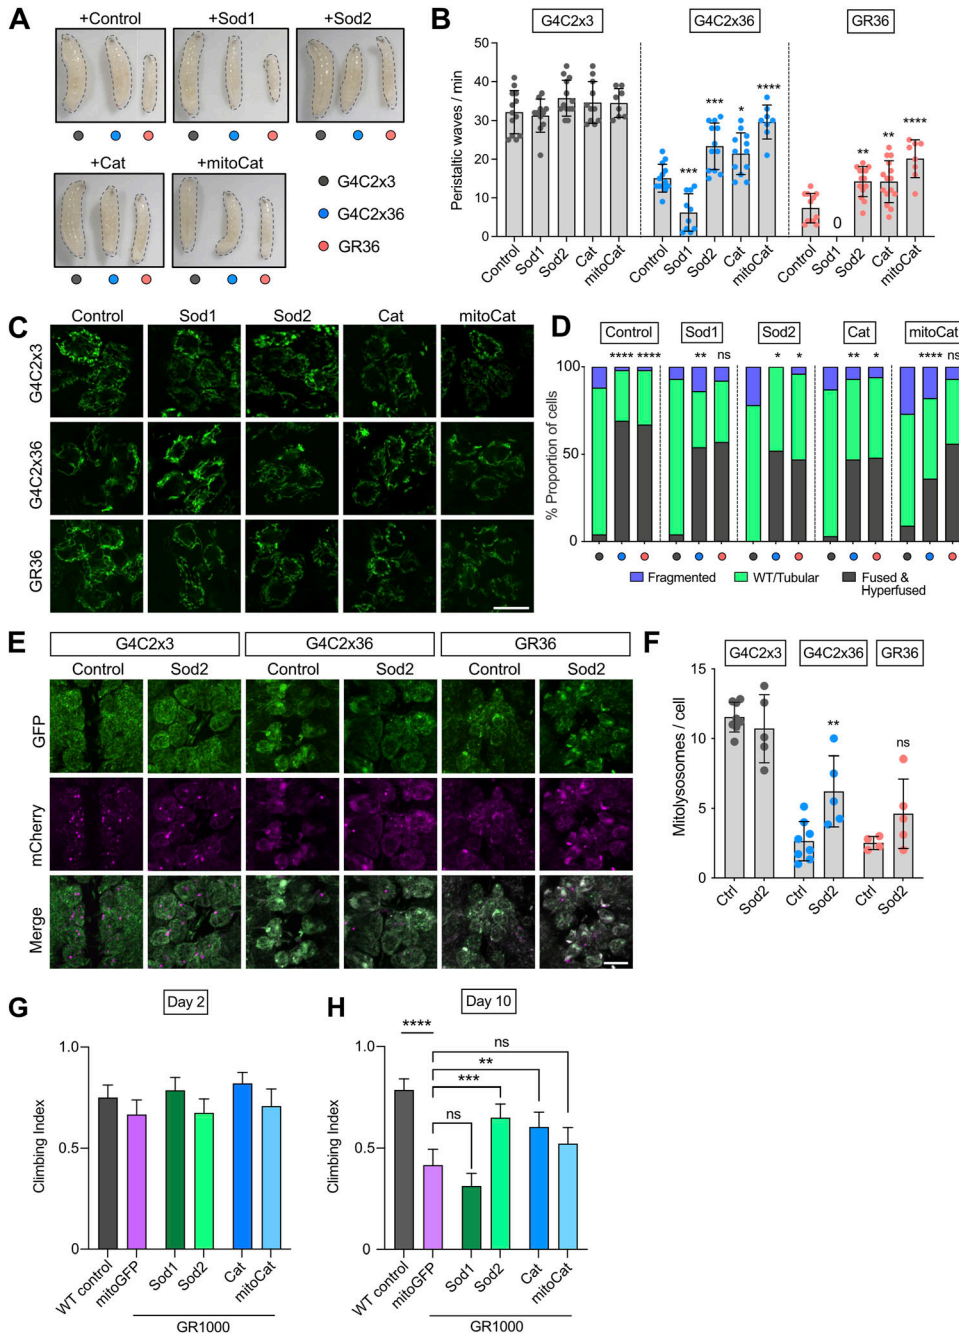 A
+Control
+Sod1
+Sod2
+Cat
+mitoCat
G4C2x3
G4C2x36
GR36
B
G4C2x3
G4C2x36
GR36
Peristaltic waves / min
50
40
30
20
10
0
***
***
*
****
0
**
**
****
Control
Sod1
Sod2
Cat
mitoCat
Control
Sod1
Sod2
Cat
mitoCat
Control
Sod1
Sod2
Cat
mitoCat
C
Control
Sod1
Sod2
Cat
mitoCat
G4C2x3
G4C2x36
GR36
D
Control
Sod1
Sod2
Cat
mitoCat
**** ****
** ns
* *
** *
**** ns
% Proportion of cells
100
50
0
Fragmented
WT/Tubular
Fused &
Hyperfused
E
G4C2x3
G4C2x36
GR36
Control
Sod2
Control
Sod2
Control
Sod2
GFP
mCherry
Merge
F
G4C2x3
G4C2x36
GR36
Mitolysosomes / cell
15
10
5
0
**
ns
Ctrl
Sod2
Ctrl
Sod2
Ctrl
Sod2
G
Day 2
Climbing Index
1.0
0.5
0
WT control
mitoGFP
Sod1
Sod2
Cat
mitoCat
GR1000
H
Day 10
Climbing Index
1.0
0.5
0
****
ns
**
***
ns
WT control
mitoGFP
Sod1
Sod2
Cat
mitoCat
GR1000